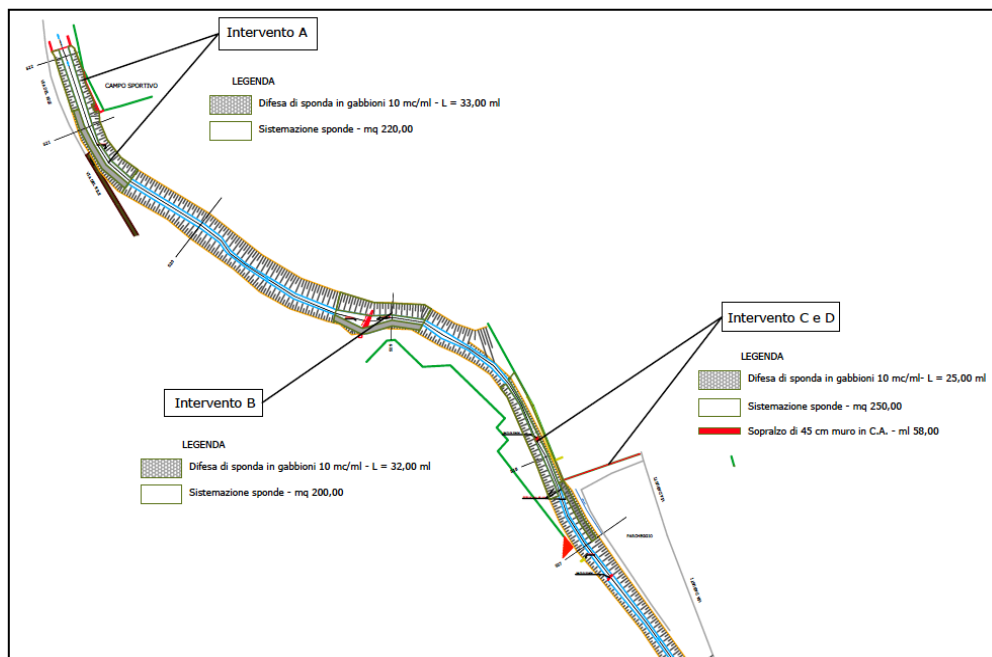 Intervento A
LEGENDA
CAMPO SPORTIVO
Difesa di sponda in gabbioni 10 mc/ml - L = 33,00 ml
Sistemazione sponde - mq 220,00
Intervento C e D
LEGENDA
Difesa di sponda in gabbioni 10 mc/ml- L = 25,00 ml
Sistemazione sponde - mq 250,00
Sopralzo di 45 cm muro in C.A. - ml 58,00
Intervento B
LEGENDA
Difesa di sponda in gabbioni 10 mc/ml - L = 32,00 ml
Sistemazione sponde - mq 200,00